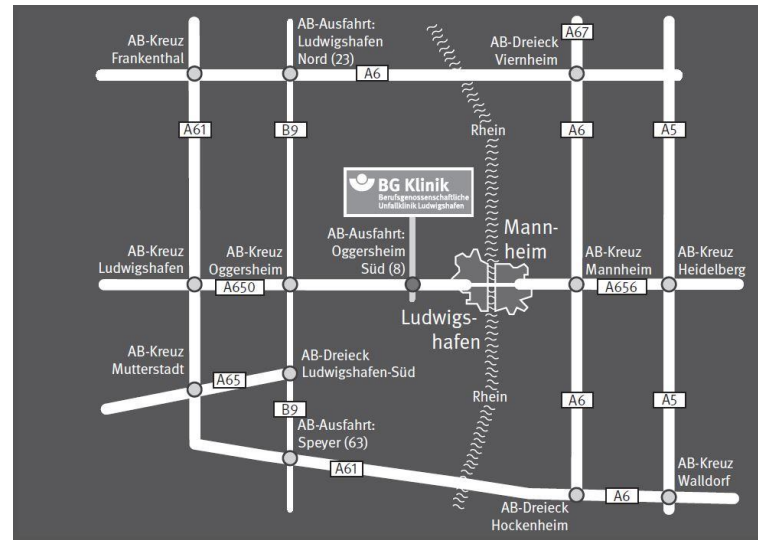 AB-Kreuz
Frankenthal
AB-Ausfahrt:
Ludwigshafen
Nord (23)
A6
AB-Dreieck
Viernheim
A67
A61
B9
Rhein
A6
A5
BG Klinik
Berufsgenossenschaftliche
Unfallklinik Ludwigshafen
AB-Kreuz
Ludwigshafen
A650
AB-Kreuz
Oggersheim
AB-Ausfahrt:
Oggersheim
Süd (8)
Mann-
heim
Ludwigs-
hafen
AB-Kreuz
Mannheim
A656
AB-Kreuz
Heidelberg
AB-Kreuz
Mutterstadt
A65
AB-Dreieck
Ludwigshafen-Süd
B9
Rhein
A6
A5
AB-Ausfahrt:
Speyer (63)
A61
AB-Dreieck
Hockenheim
A6
AB-Kreuz
Walldorf